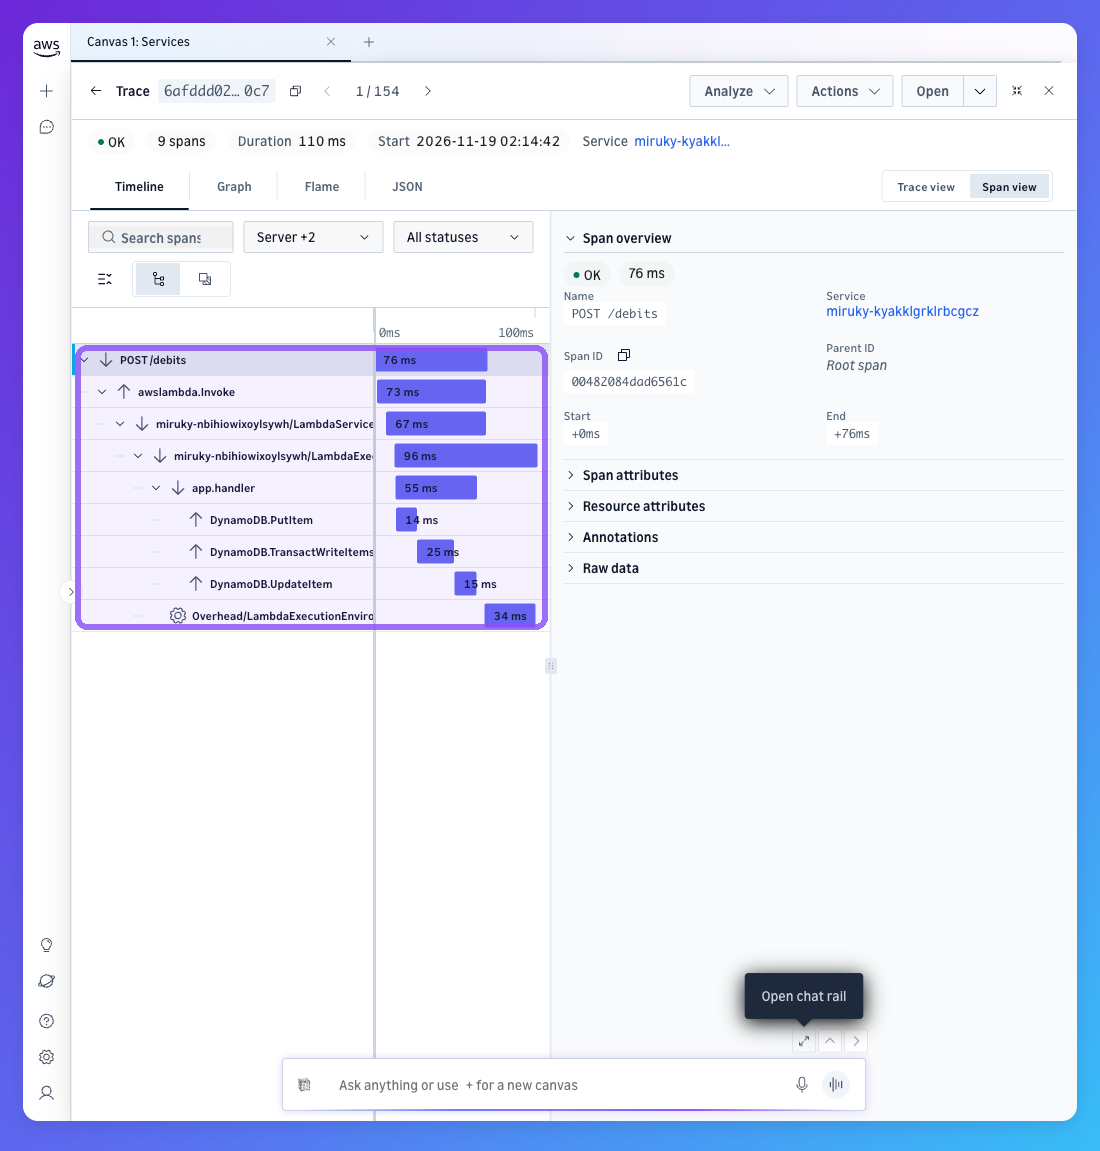 aws
Canvas 1: Services
Trace 6afddd02… 0c7 1 / 154 Analyze Actions Open
OK 9 spans Duration 110 ms Start 2026-11-19 02:14:42 Service miruky-kyakkl...
Timeline Graph Flame JSON Trace view Span view
Search spans Server +2 All statuses
0ms 100ms
POST /debits 76 ms
awslambda.Invoke 73 ms
miruky-nbihiowixoylsywh/LambdaService 67 ms
miruky-nbihiowixoylsywh/LambdaExe 96 ms
app.handler 55 ms
DynamoDB.PutItem 14 ms
DynamoDB.TransactWriteItems 25 ms
DynamoDB.UpdateItem 15 ms
Overhead/LambdaExecutionEnviro 34 ms
Span overview
OK 76 ms
Name Service
POST /debits miruky-kyakklgrklrbcgcz
Span ID Parent ID
00482084dad6561c Root span
Start End
+0ms +76ms
Span attributes
Resource attributes
Annotations
Raw data
Open chat rail
Ask anything or use + for a new canvas